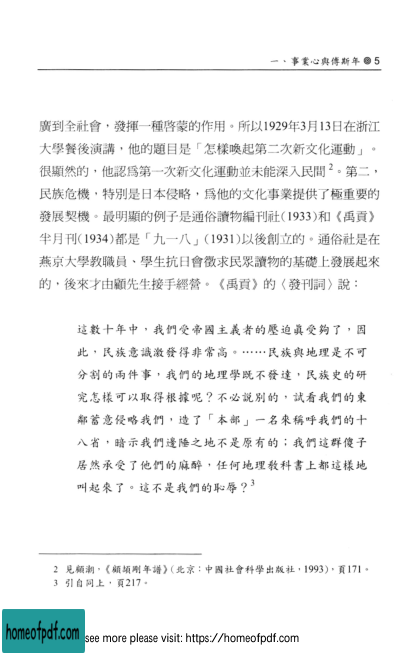 一、事業心與傅斯年 ◉ 5
廣到全社會，發揮一種啓蒙的作用。所以1929年3月13日在浙江
大學餐後演講，他的題目是「怎樣喚起第二次新文化運動」。
很顯然的，他認爲第一次新文化運動並未能深入民間2。第二，
民族危機，特別是日本侵略，爲他的文化事業提供了極重要的
發展契機。最明顯的例子是通俗讀物編刊社(1933)和《禹貢》
半月刊(1934)都是「九一八」(1931)以後創立的。通俗社是在
燕京大學教職員、學生抗日會徵求民眾讀物的基礎上發展起來
的，後來才由顧先生接手經營。《禹貢》的〈發刊詞〉說：
這數十年中，我們受帝國主義者的壓迫真受夠了，因
此，民族意識激發得非常高。……民族與地理是不可
分割的兩件事，我們的地理學既不發達，民族史的研
究怎樣可以取得根據呢？不必說別的，試看我們的東
鄰蓄意侵略我們，造了「本部」一名來稱呼我們的十
八省，暗示我們邊陲之地不是原有的；我們這群傻子
居然承受了他們的麻醉，任何地理教科書上都這樣地
叫起來了。這不是我們的恥辱？3
2 見顧潮，《顧頡剛年譜》(北京：中國社會科學出版社，1993)，頁171。
3 引自同上，頁217。
homeofpdf.com
see more please visit: https://homeofpdf.com